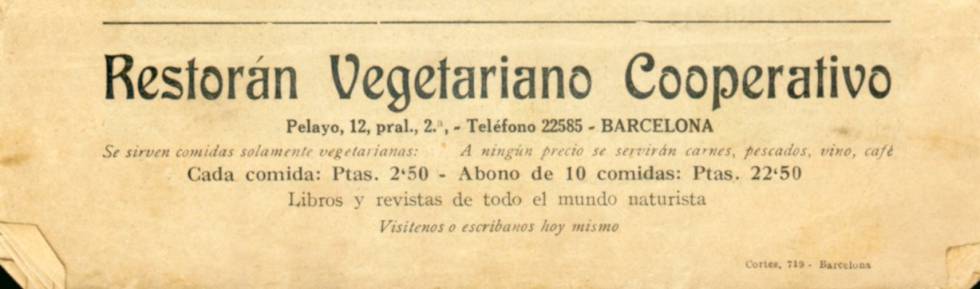 Restorán Vegetariano Cooperativo
Pelayo, 12, pral., 2.ª, - Teléfono 22585 - BARCELONA
Se sirven comidas solamente vegetarianas: A ningún precio se servirán carnes, pescados, vino, café
Cada comida: Ptas. 2‘50 - Abono de 10 comidas: Ptas. 22‘50
Libros y revistas de todo el mundo naturista
Visítenos o escríbanos hoy mismo
Cortes, 719 - Barcelona